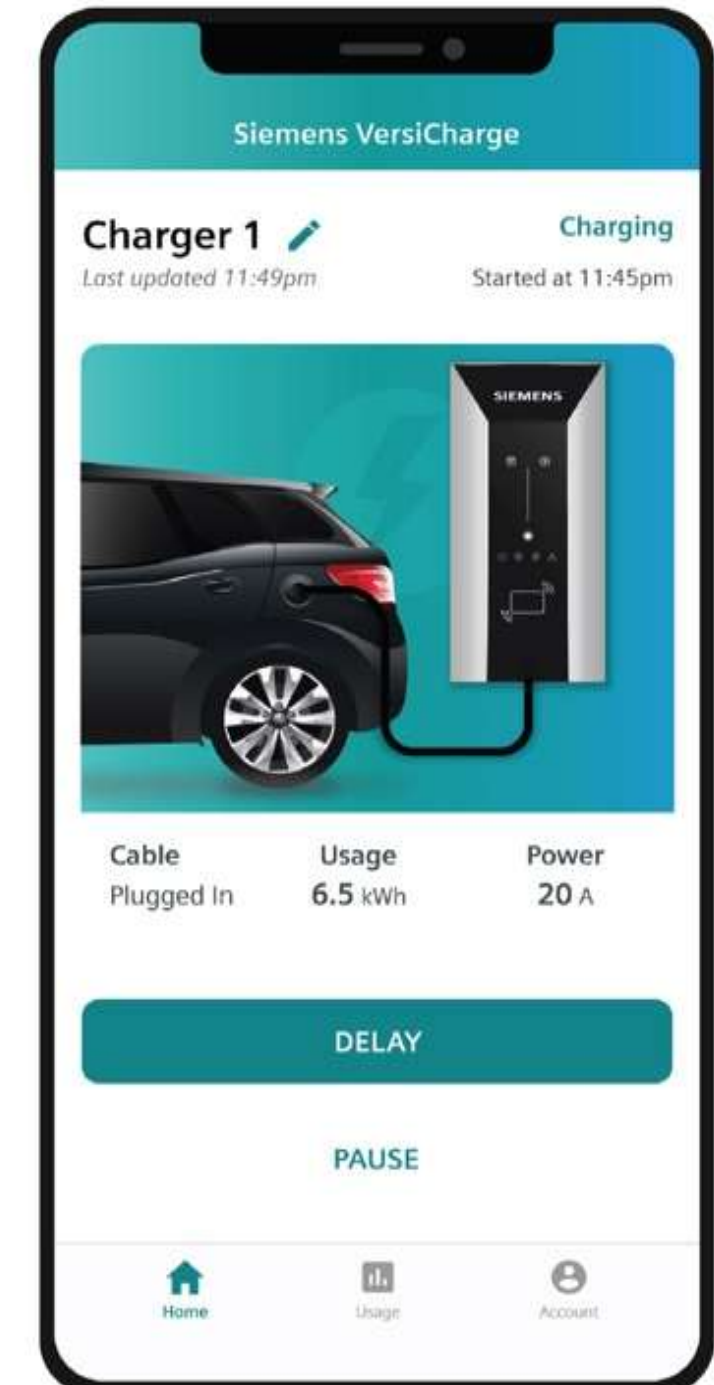 Siemens VersiCharge
Charger 1
Charging
Last updated 11:49pm
Started at 11:45pm
SIEMENS
Cable
Usage
Power
Plugged In
6.5 kWh
20 A
DELAY
PAUSE
Home
Usage
Account